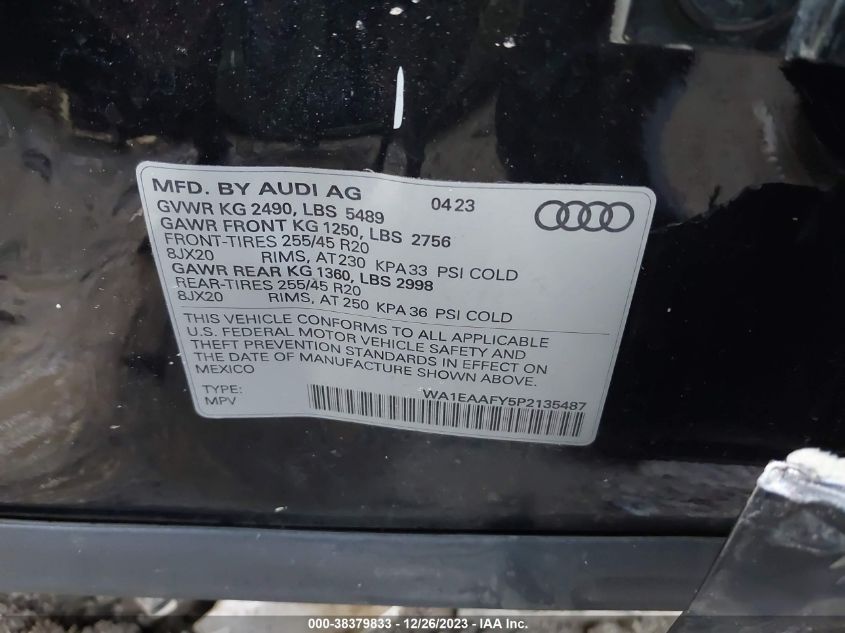 MFD. BY AUDI AG 0423
GVWR KG 2490, LBS 5489
GAWR FRONT KG 1250, LBS 2756
FRONT-TIRES 255/45 R20
8JX20 RIMS, AT 230 KPA 33 PSI COLD
GAWR REAR KG 1360, LBS 2998
REAR-TIRES 255/45 R20
8JX20 RIMS, AT 250 KPA 36 PSI COLD
THIS VEHICLE CONFORMS TO ALL APPLICABLE
U.S. FEDERAL MOTOR VEHICLE SAFETY AND
THEFT PREVENTION STANDARDS IN EFFECT ON
THE DATE OF MANUFACTURE SHOWN ABOVE.
MEXICO
TYPE: WA1EAAFY5P2135487
MPV
000-38379833 - 12/26/2023 - IAA Inc.